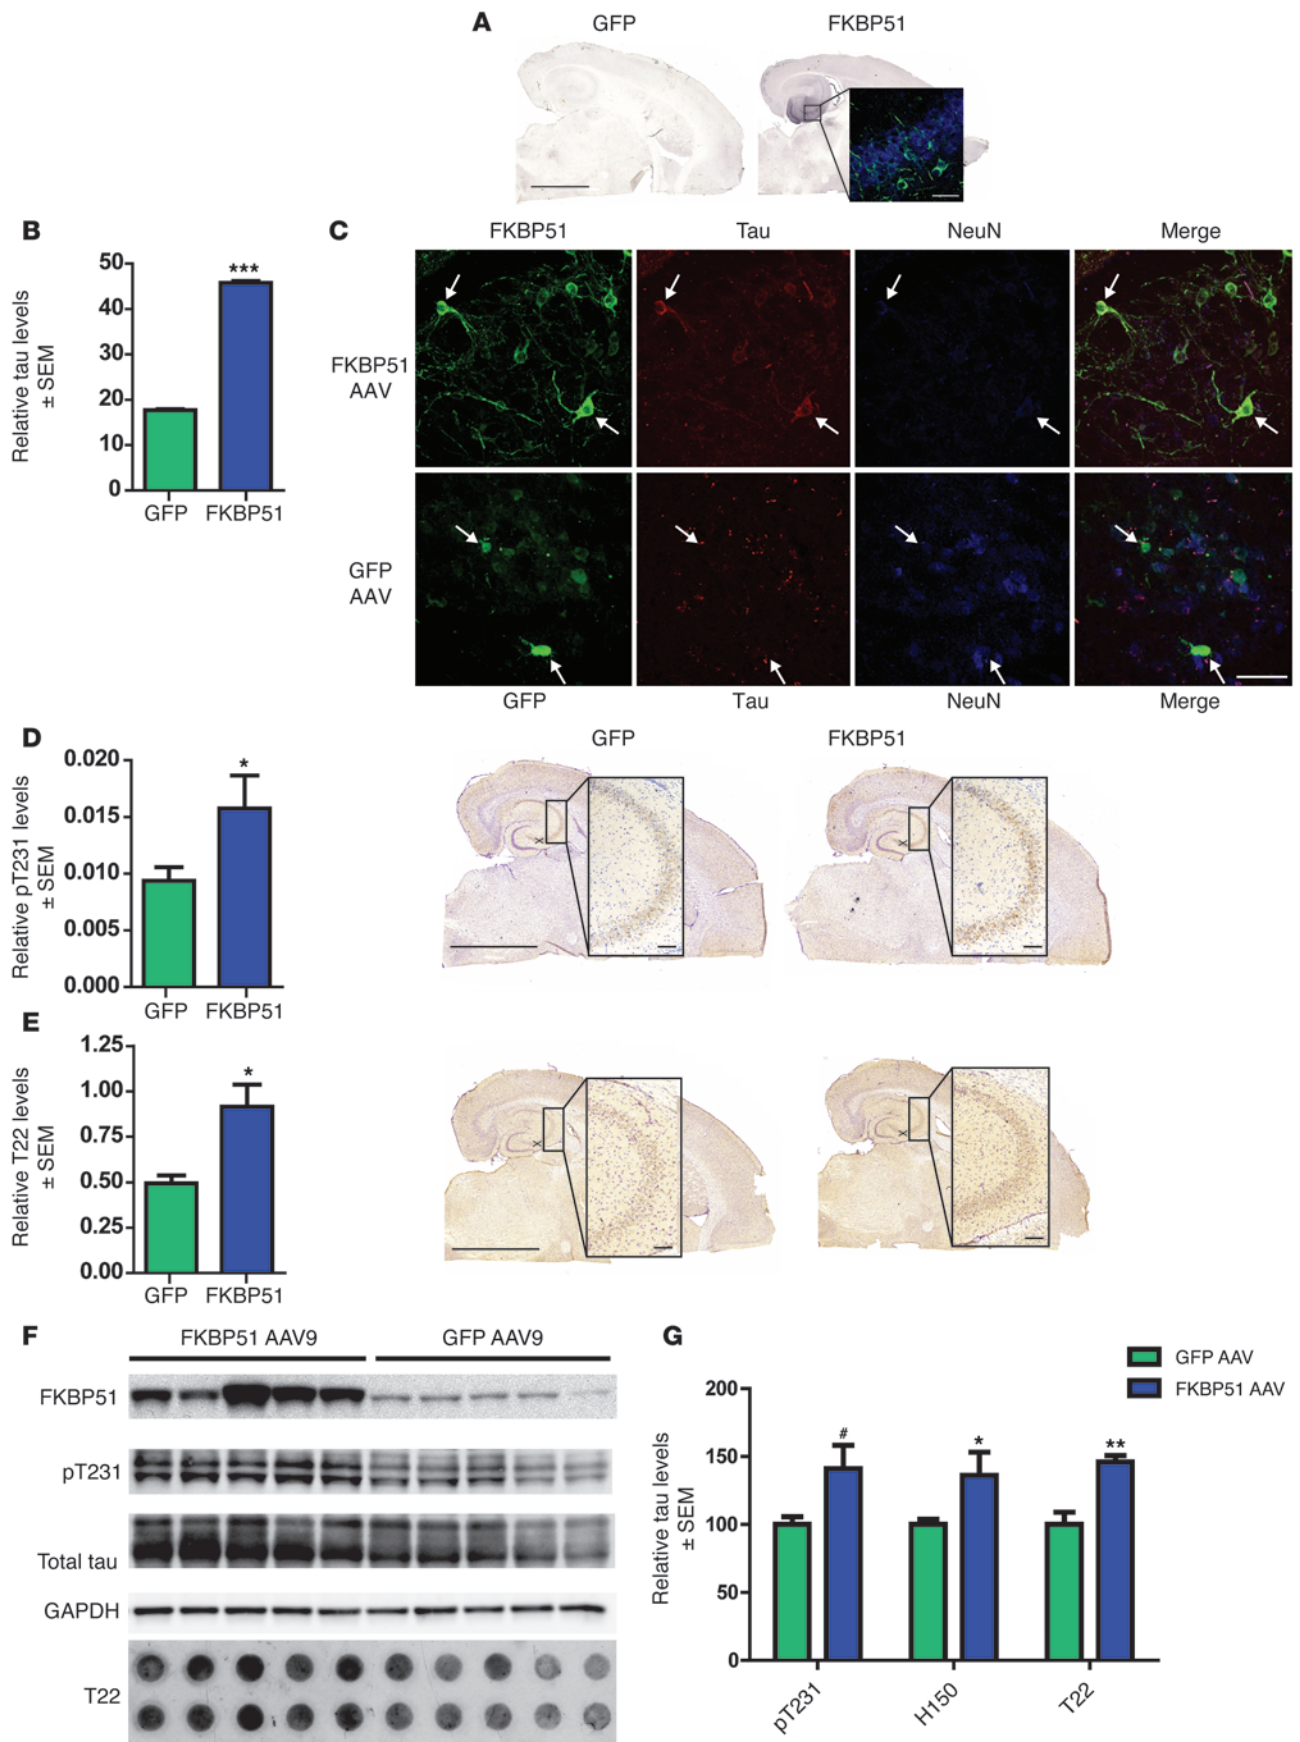 A
GFP
FKBP51
B
Relative tau levels
± SEM
50
40
30
20
10
0
***
GFP
FKBP51
C
FKBP51
Tau
NeuN
Merge
FKBP51
AAV
GFP
AAV
GFP
Tau
NeuN
Merge
D
Relative pT231 levels
± SEM
0.020
0.015
0.010
0.005
0.000
*
GFP
FKBP51
GFP
FKBP51
E
Relative T22 levels
± SEM
1.25
1.00
0.75
0.50
0.25
0.00
*
GFP
FKBP51
F
FKBP51 AAV9
GFP AAV9
FKBP51
pT231
Total tau
GAPDH
T22
G
GFP AAV
FKBP51 AAV
Relative tau levels
± SEM
200
150
100
50
0
#
*
**
pT231
H150
T22